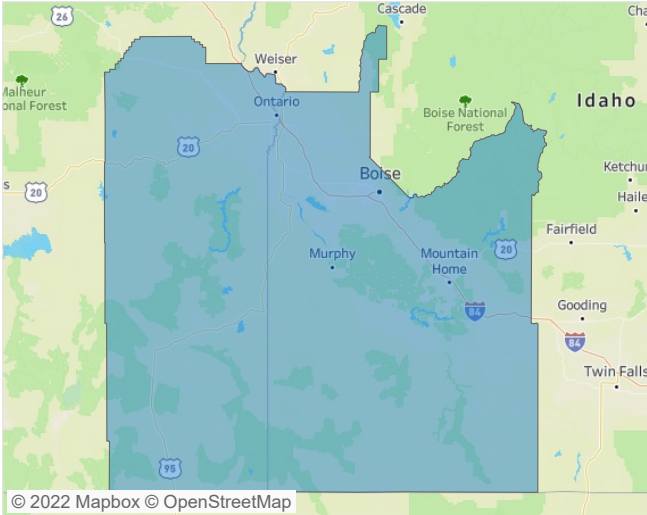 26
Cascade
Cha
Weiser
Malheur
onal Forest
Ontario
Boise National
Forest
Idaho
20
Boise
Ketchu
s
20
Haile
Fairfield
Murphy
Mountain
Home
20
Gooding
84
84
Twin Falls
95
© 2022 Mapbox © OpenStreetMap